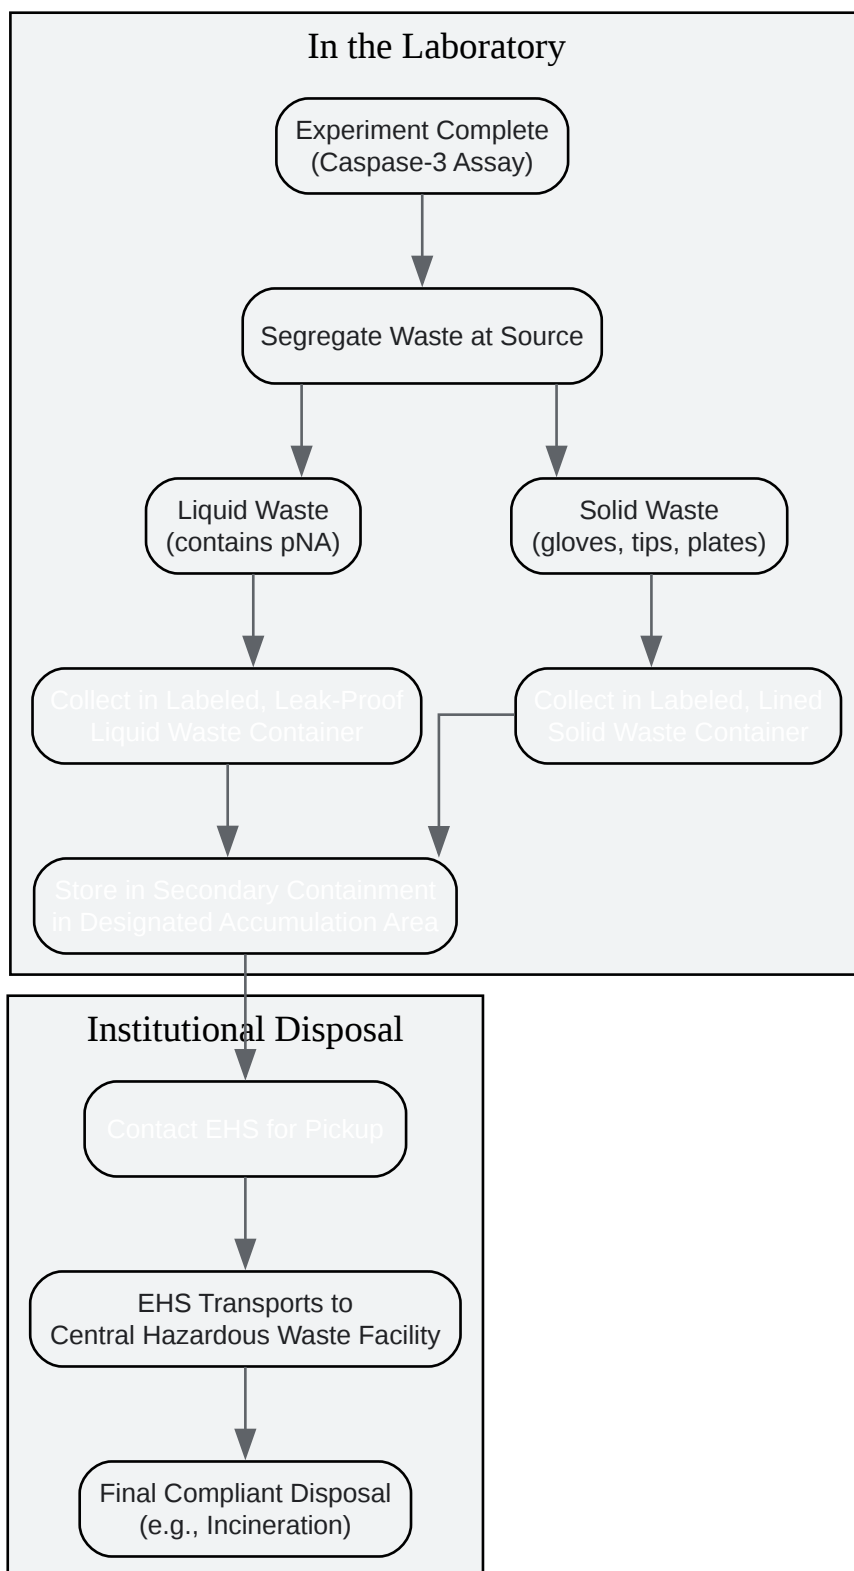 In the Laboratory
Experiment Complete
(Caspase-3 Assay)
Segregate Waste at Source
Liquid Waste
(contains pNA)
Solid Waste
(gloves, tips, plates)
Collect in Labeled, Leak-Proof
Liquid Waste Container
Collect in Labeled, Lined
Solid Waste Container
Store in Secondary Containment
in Designated Accumulation Area
Institutional Disposal
Contact EHS for Pickup
EHS Transports to
Central Hazardous Waste Facility
Final Compliant Disposal
(e.g., Incineration)